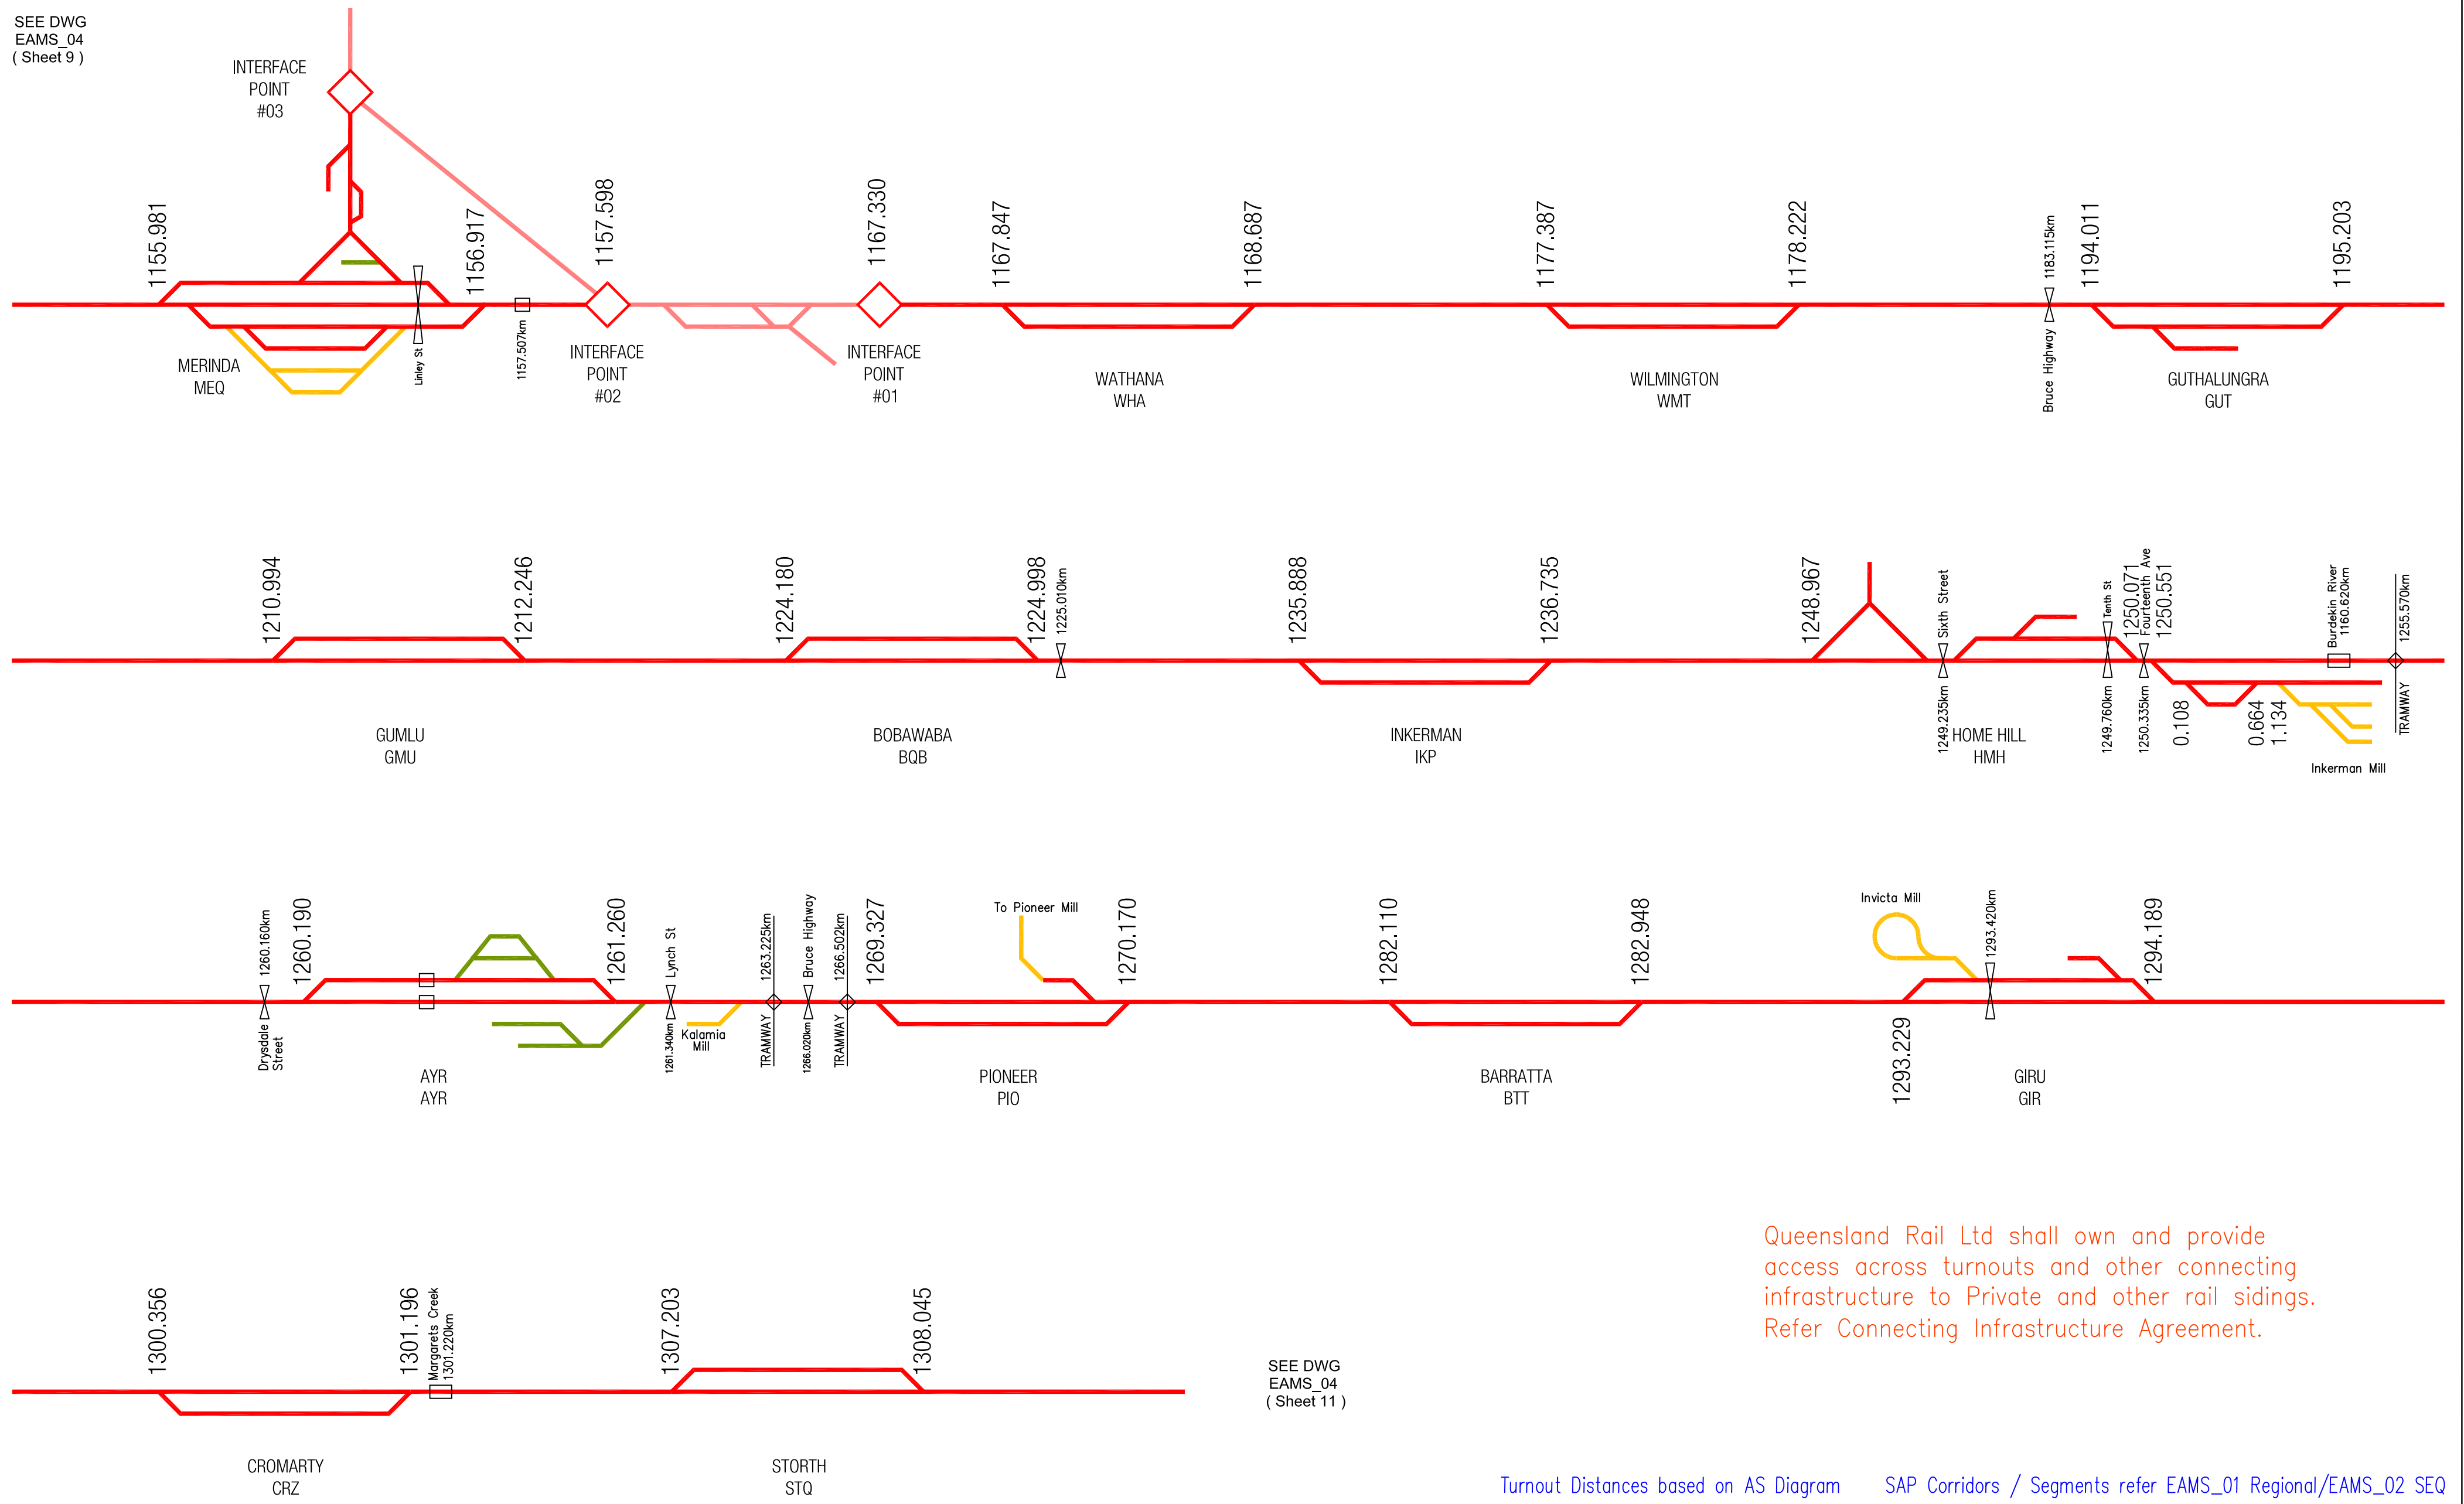 SEE DWG
EAMS_04
( Sheet 9 )
INTERFACE
POINT
#03
1155.981
1156.917
1157.598
1167.330
1167.847
1168.687
1177.387
1178.222
1183.115km
1194.011
1195.203
MERINDA
MEQ
Linley St
1157.507km
INTERFACE
POINT
#02
INTERFACE
POINT
#01
WATHANA
WHA
WILMINGTON
WMT
Bruce Highway
GUTHALUNGRA
GUT
1210.994
1212.246
1224.180
1224.998
1225.010km
1235.888
1236.735
1248.967
Sixth Street
Tenth St
1250.071
Fourteenth Ave
1250.551
Burdekin River
1160.620km
1255.570km
GUMLU
GMU
BOBAWABA
BQB
INKERMAN
IKP
1249.235km
HOME HILL
HMH
1249.760km
1250.335km
0.108
0.664
1.134
TRAMWAY
Inkerman Mill
1260.160km
1260.190
1261.260
Lynch St
1263.225km
Bruce Highway
1266.502km
1269.327
To Pioneer Mill
1270.170
1282.110
1282.948
Invicta Mill
1293.420km
1294.189
Drysdale
Street
AYR
AYR
1261.340km
Kalamia
Mill
TRAMWAY
1266.020km
TRAMWAY
PIONEER
PIO
BARRATTA
BTT
1293.229
GIRU
GIR
Queensland Rail Ltd shall own and provide
access across turnouts and other connecting
infrastructure to Private and other rail sidings.
Refer Connecting Infrastructure Agreement.
1300.356
1301.196
Margarets Creek
1301.220km
1307.203
1308.045
SEE DWG
EAMS_04
( Sheet 11 )
CROMARTY
CRZ
STORTH
STQ
Turnout Distances based on AS Diagram
SAP Corridors / Segments refer EAMS_01 Regional/EAMS_02 SEQ